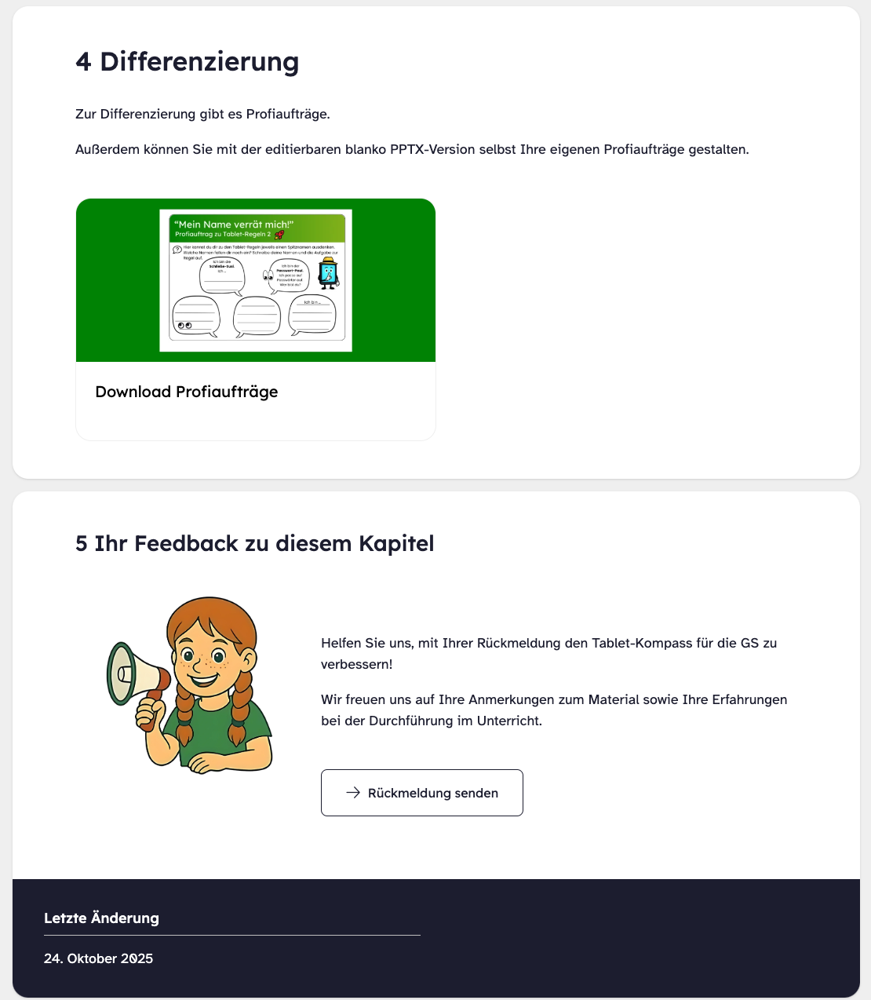 4 Differenzierung
Zur Differenzierung gibt es Profiaufträge.
Außerdem können Sie mit der editierbaren blanko PPTX-Version selbst Ihre eigenen Profiaufträge gestalten.
“Mein Name verrät mich!”
Profiauftrag zu Tablet-Regeln 2
Hier kannst du dir zu den Tablet-Regeln jeweils einen Spitznamen ausdenken.
Welche Namen fallen dir noch ein? Schreibe deine Namen und die Aufgabe zur
Regel auf.
Ich bin die
Schließe-Susi.
Ich ...
Ich bin der
Passwort-Paul.
Ich passe auf
Passwörter auf.
Wer bist du?
Ich bin ...
Download Profiaufträge
5 Ihr Feedback zu diesem Kapitel
Helfen Sie uns, mit Ihrer Rückmeldung den Tablet-Kompass für die GS zu
verbessern!
Wir freuen uns auf Ihre Anmerkungen zum Material sowie Ihre Erfahrungen
bei der Durchführung im Unterricht.
→ Rückmeldung senden
Letzte Änderung
24. Oktober 2025